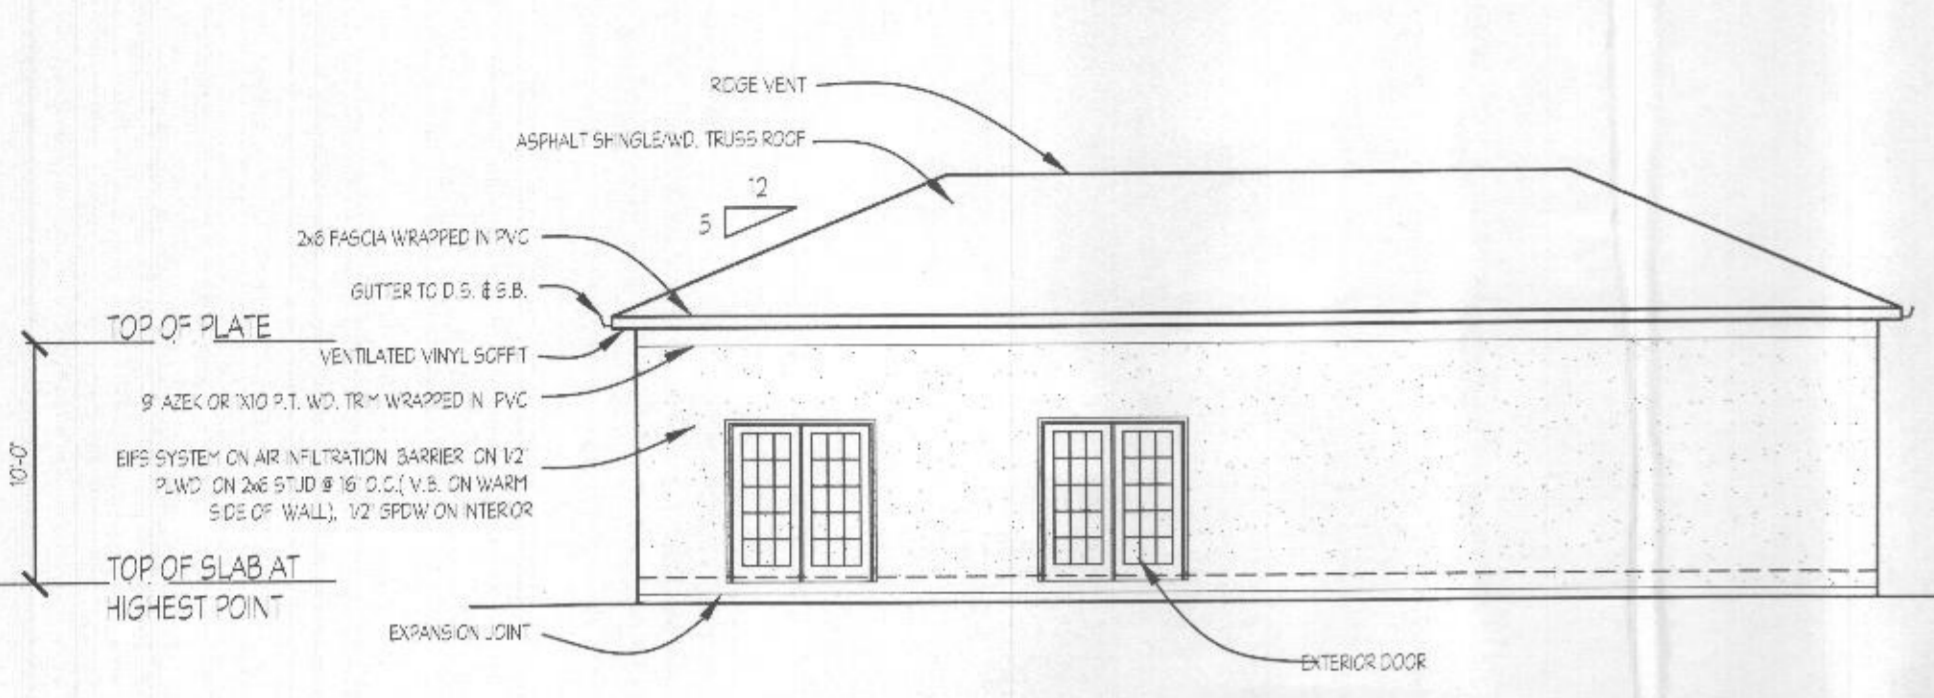 RIDGE VENT
ASPHALT SHINGLE/WD. TRUSS ROOF
12
5
2x6 FASCIA WRAPPED IN PVC
GUTTER TO D.S. & S.B.
TOP OF PLATE
VENTILATED VINYL SOFFIT
9" AZEK OR 1X10 P.T. WD. TRIM WRAPPED IN PVC
10'-0"
EIFS SYSTEM ON AIR INFILTRATION BARRIER ON 1/2"
PLWD ON 2x6 STUD @ 16" O.C.( V.B. ON WARM
SIDE OF WALL), 1/2" GPDW ON INTERIOR
TOP OF SLAB AT
HIGHEST POINT
EXPANSION JOINT
EXTERIOR DOOR